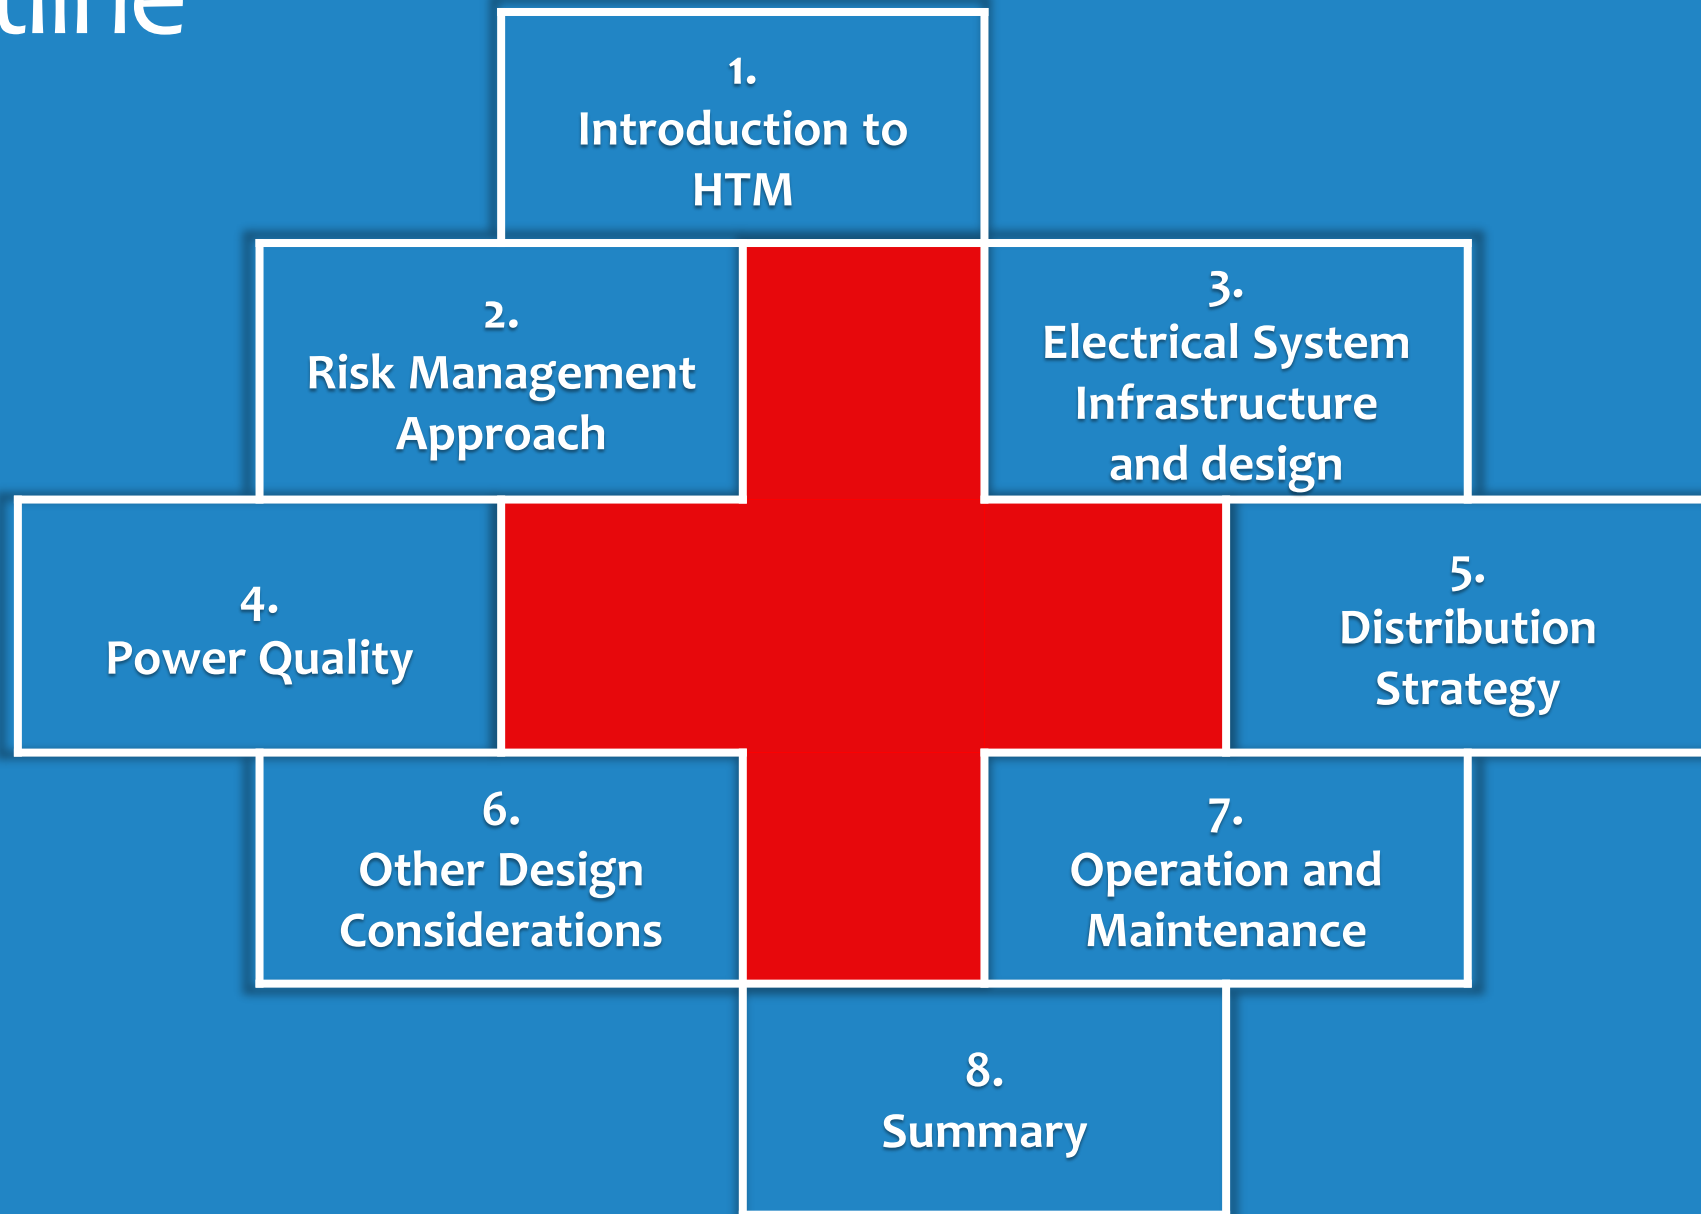 1.
Introduction to
HTM
2.
Risk Management
Approach
3.
Electrical System
Infrastructure
and design
4.
Power Quality
5.
Distribution
Strategy
6.
Other Design
Considerations
7.
Operation and
Maintenance
8.
Summary